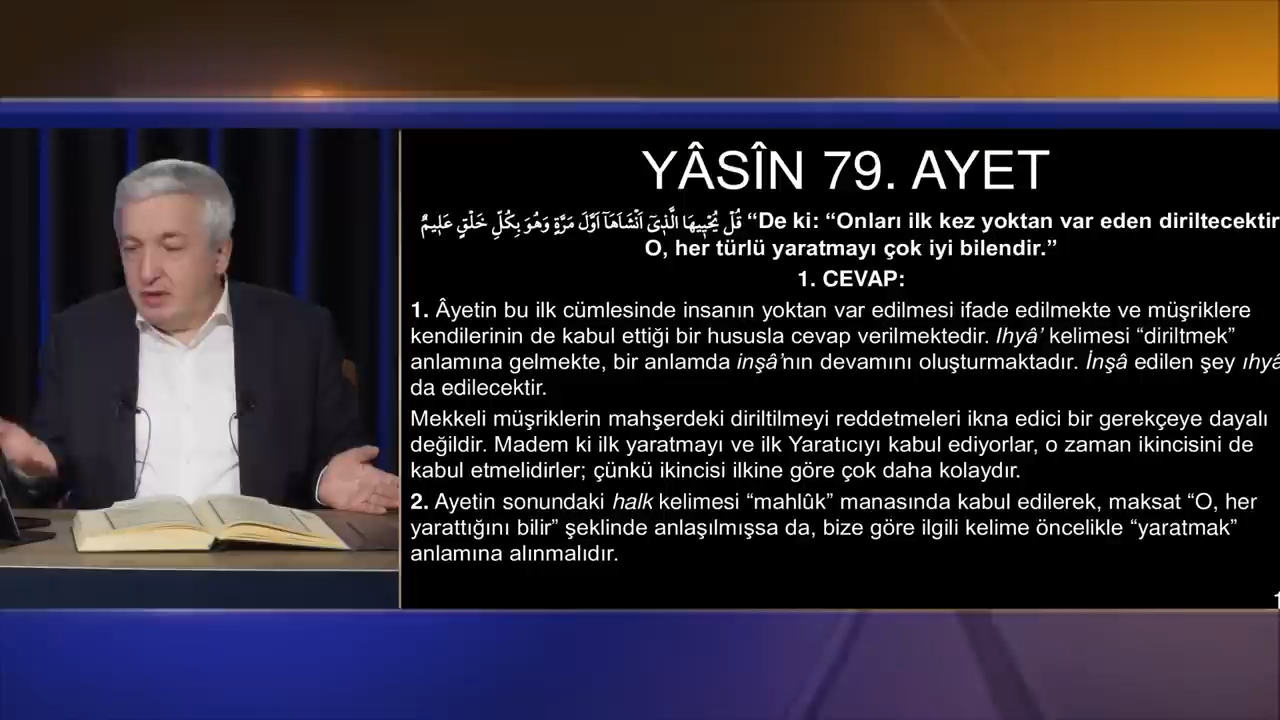 YÂSÎN 79. AYET
قُلْ يُحْيٖيهَا الَّذٖٓي اَنْشَاَهَٓا اَوَّلَ مَرَّةٍ وَهُوَ بِكُلِّ خَلْقٍ عَلٖيمٌ “De ki: “Onları ilk kez yoktan var eden diriltecektir
O, her türlü yaratmayı çok iyi bilendir.”
1. CEVAP:
1. Âyetin bu ilk cümlesinde insanın yoktan var edilmesi ifade edilmekte ve müşriklere
kendilerinin de kabul ettiği bir hususla cevap verilmektedir. Ihyâ’ kelimesi “diriltmek”
anlamına gelmekte, bir anlamda inşâ’nın devamını oluşturmaktadır. İnşâ edilen şey ıhyâ
da edilecektir.
Mekkeli müşriklerin mahşerdeki diriltilmeyi reddetmeleri ikna edici bir gerekçeye dayalı
değildir. Madem ki ilk yaratmayı ve ilk Yaratıcıyı kabul ediyorlar, o zaman ikincisini de
kabul etmelidirler; çünkü ikincisi ilkine göre çok daha kolaydır.
2. Ayetin sonundaki halk kelimesi “mahlûk” manasında kabul edilerek, maksat “O, her
yarattığını bilir” şeklinde anlaşılmışsa da, bize göre ilgili kelime öncelikle “yaratmak”
anlamına alınmalıdır.